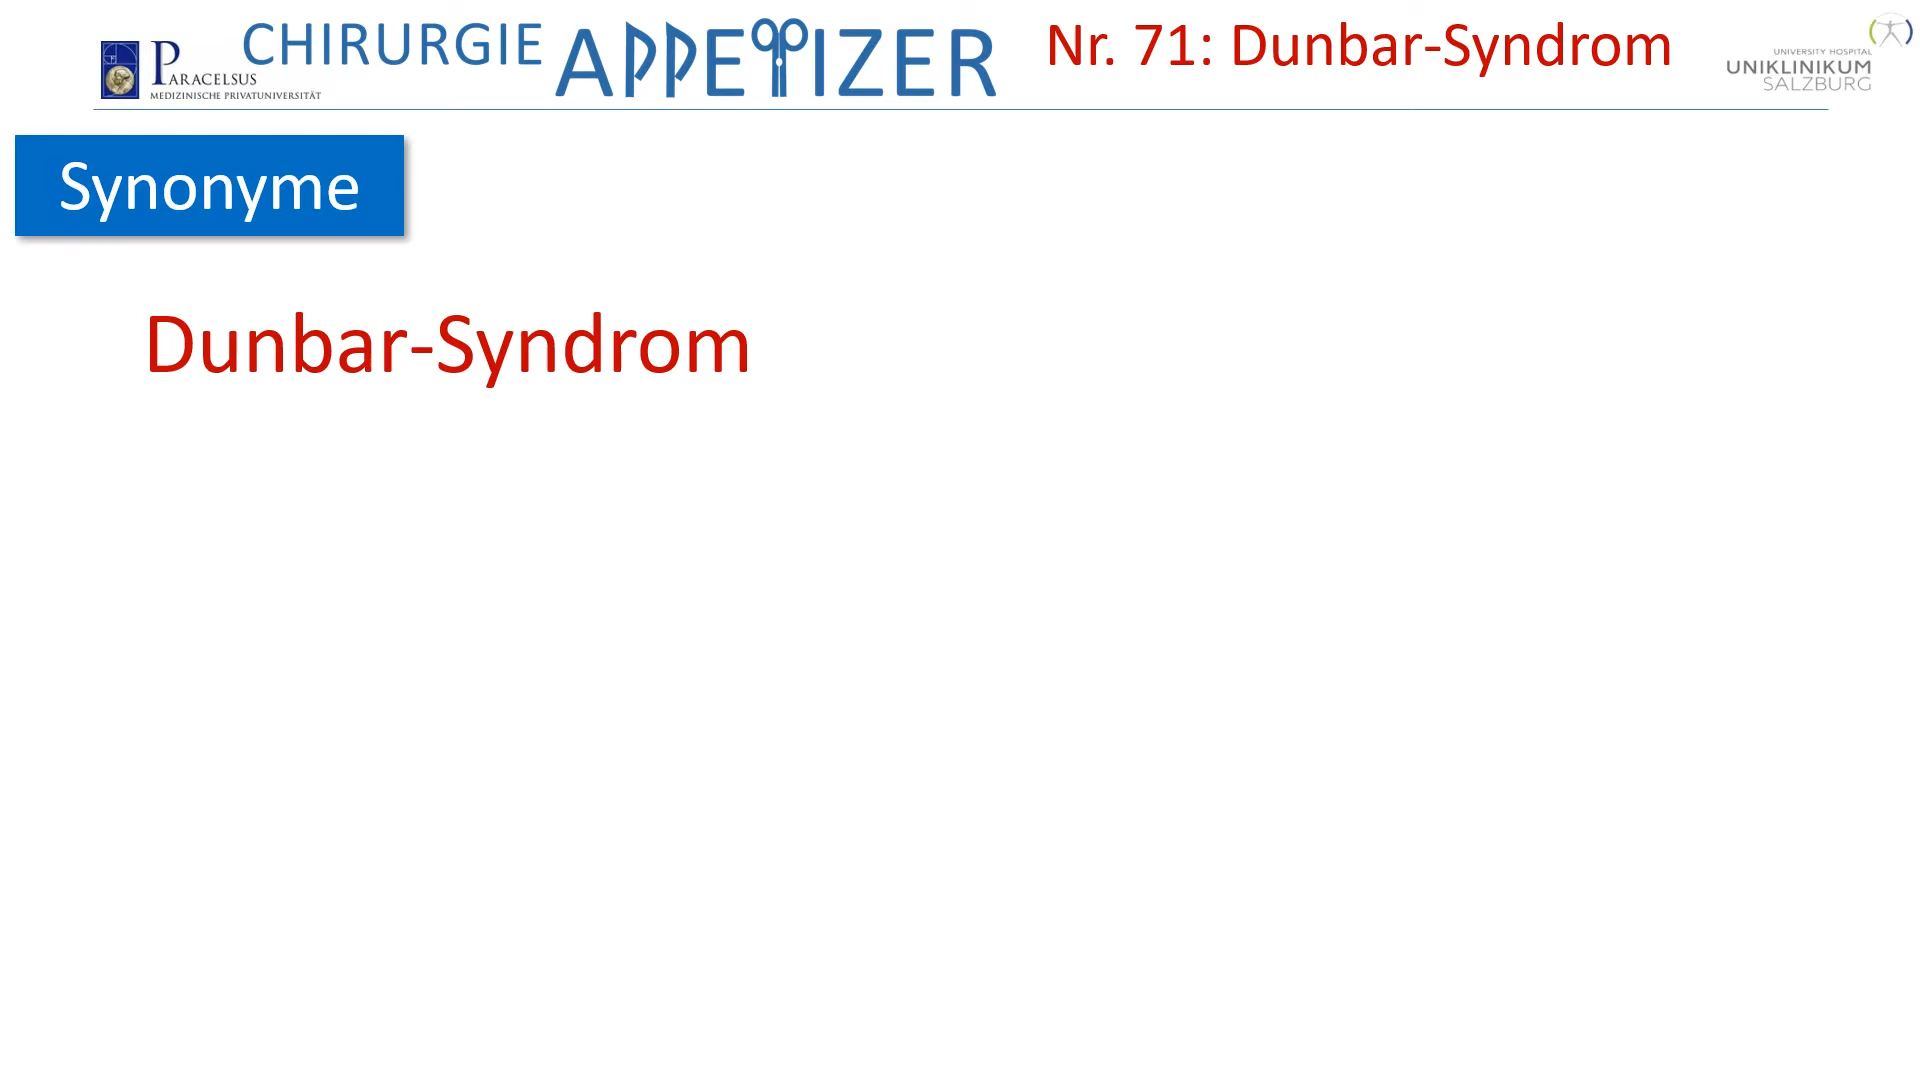 PARACELSUS
MEDIZINISCHE PRIVATUNIVERSITÄT
CHIRURGIE APPETIZER
Nr. 71: Dunbar-Syndrom
UNIVERSITY HOSPITAL
UNIKLINIKUM
SALZBURG
Synonyme
Dunbar-Syndrom